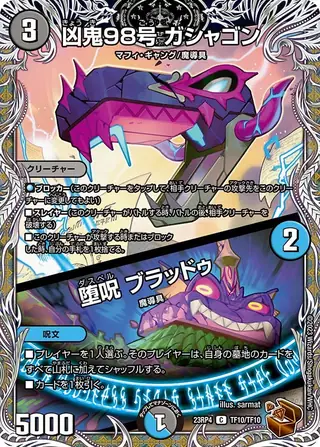 3
凶鬼98号 ガシャゴン
マフィ・ギャング/魔導具
クリーチャー
ブロッカー(このクリーチャーをタップして、相手クリーチャーの攻撃先をこのクリーチャーに変更してもよい)
■スレイヤー(このクリーチャーがバトルする時、バトルの後、相手クリーチャーを
破壊する)
■このクリーチャーが攻撃する時またはブロック
した時、自分の手札を1枚捨てる。
2
ダスペル
堕呪 ブラッドゥ
魔導具
呪文
■プレイヤーを1人選ぶ。そのプレイヤーは、自身の墓地のカードを
すべて山札に加えてシャッフルする。
■カードを1枚引く。
illus. sarmat
5000
1
23RP4 C TF10/TF10